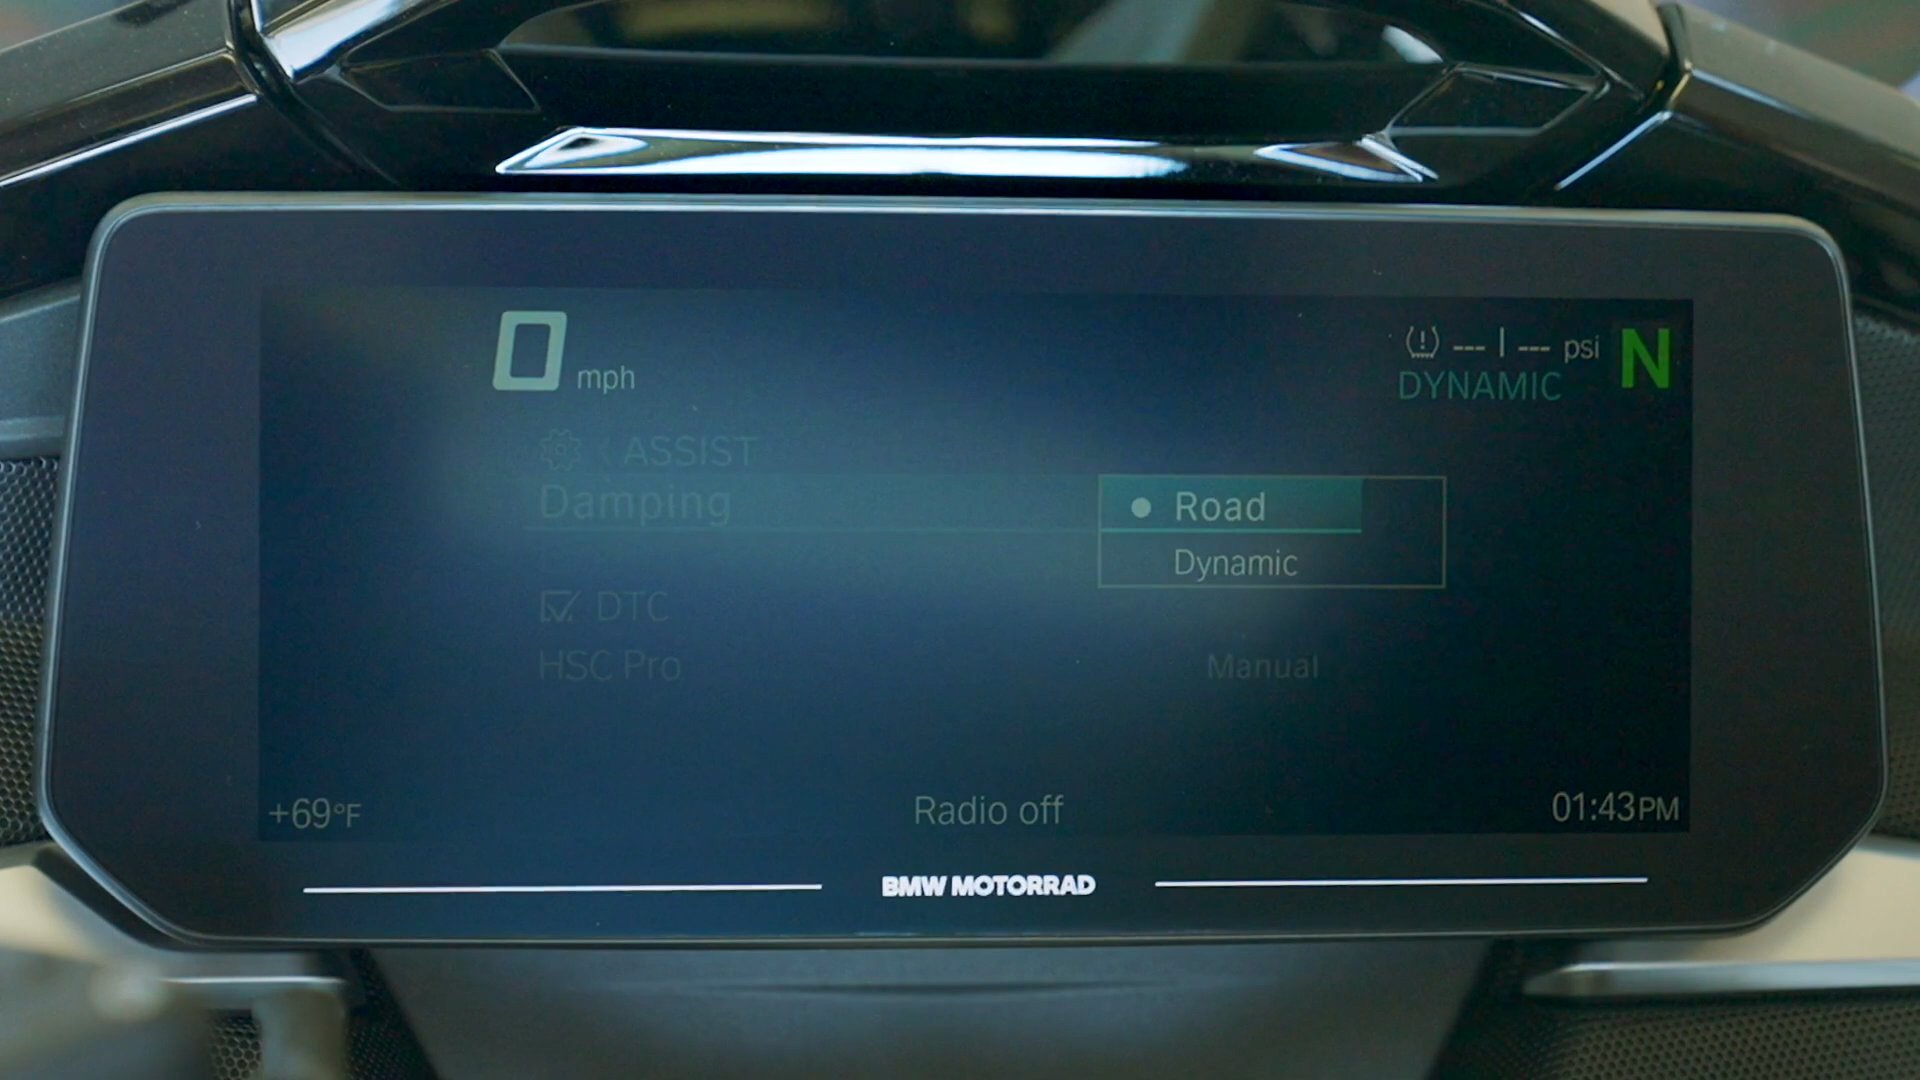 0 mph
--- | --- psi N
DYNAMIC
< ASSIST
Damping
Road
Dynamic
DTC
HSC Pro Manual
+69°F Radio off 01:43PM
BMW MOTORRAD